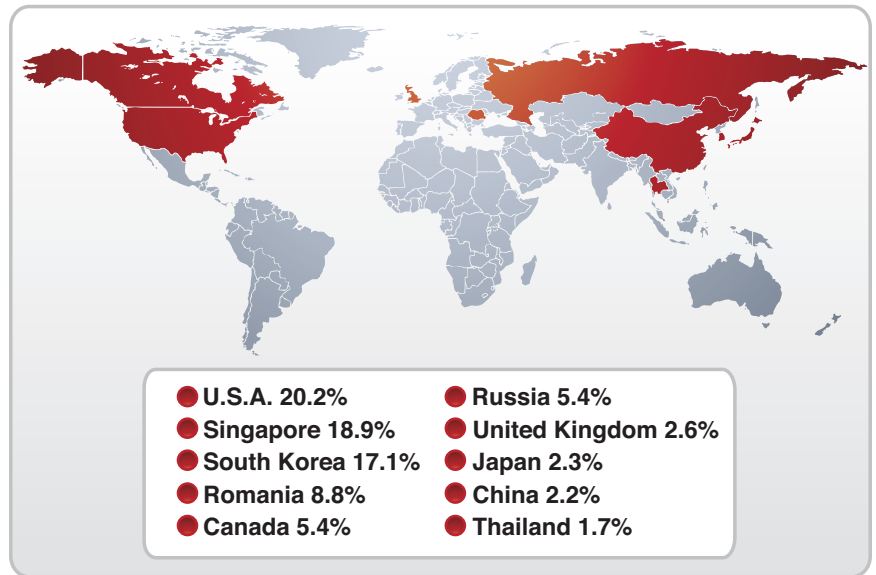 U.S.A. 20.2%
Singapore 18.9%
South Korea 17.1%
Romania 8.8%
Canada 5.4%
Russia 5.4%
United Kingdom 2.6%
Japan 2.3%
China 2.2%
Thailand 1.7%